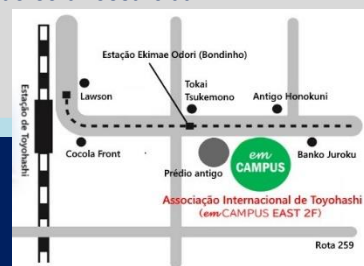 Estação Ekimae Odori (Bondinho)
Estação de Toyohashi
Lawson
Tokai
Tsukemono
Antigo Honokuni
Cocola Front
Prédio antigo
em
CAMPUS
Banko Juroku
Associação Internacional de Toyohashi
(emCAMPUS EAST 2F)
Rota 259